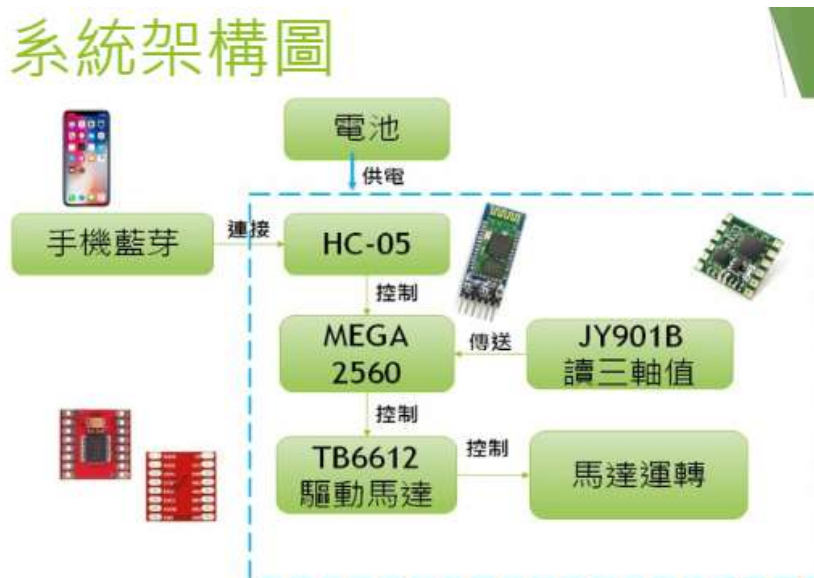 系統架構圖
電池
供電
手機藍芽
連接
HC-05
控制
MEGA
2560
傳送
JY901B
讀三軸值
控制
TB6612
驅動馬達
控制
馬達運轉